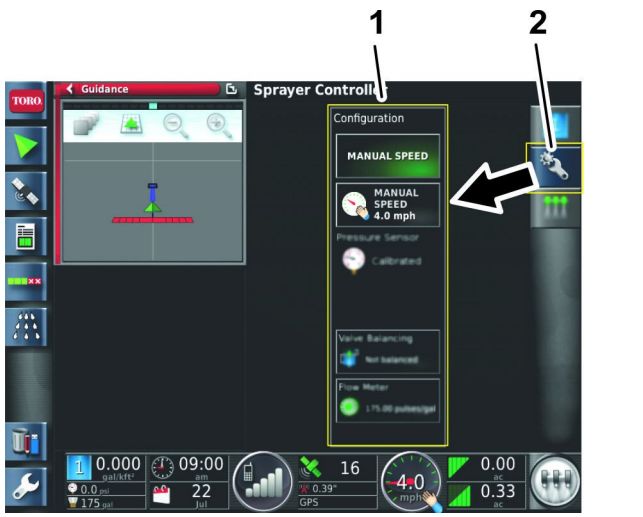 1
2
TORO
Guidance
Sprayer Controller
Configuration
MANUAL SPEED
MANUAL
SPEED
4.0 mph
Pressure Sensor
Calibrated
Valve Balancing
Not balanced
Flow Meter
175.00 pulses/gal
1
0.000
gal/kft²
0.0 psi
175 gal
09:00
am
22
Jul
16
0.39"
GPS
4.0
mph
0.00
ac
0.33
ac